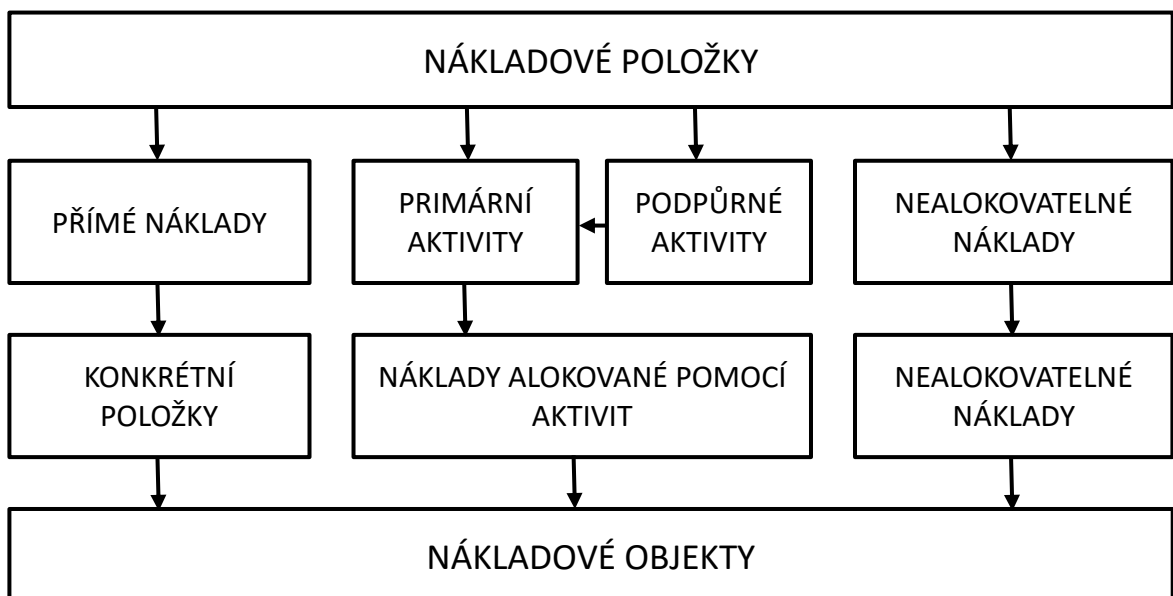 NÁKLADOVÉ POLOŽKY
PŘÍMÉ NÁKLADY
PRIMÁRNÍ
AKTIVITY
PODPŮRNÉ
AKTIVITY
NEALOKOVATELNÉ
NÁKLADY
KONKRÉTNÍ
POLOŽKY
NÁKLADY ALOKOVANÉ POMOCÍ
AKTIVIT
NEALOKOVATELNÉ
NÁKLADY
NÁKLADOVÉ OBJEKTY